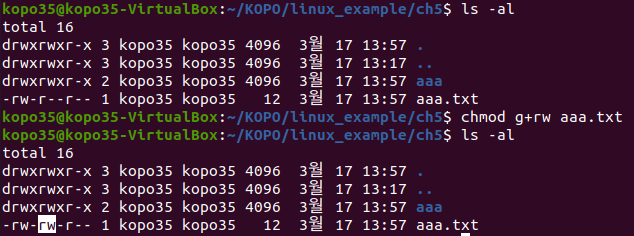 kopo35@kopo35-VirtualBox:~/KOPO/linux_example/ch5$ ls -al
total 16
drwxrwxr-x 3 kopo35 kopo35 4096  3월 17 13:57 .
drwxrwxr-x 3 kopo35 kopo35 4096  3월 17 13:17 ..
drwxrwxr-x 2 kopo35 kopo35 4096  3월 17 13:57 aaa
-rw-r--r-- 1 kopo35 kopo35   12  3월 17 13:57 aaa.txt
kopo35@kopo35-VirtualBox:~/KOPO/linux_example/ch5$ chmod g+rw aaa.txt
kopo35@kopo35-VirtualBox:~/KOPO/linux_example/ch5$ ls -al
total 16
drwxrwxr-x 3 kopo35 kopo35 4096  3월 17 13:57 .
drwxrwxr-x 3 kopo35 kopo35 4096  3월 17 13:17 ..
drwxrwxr-x 2 kopo35 kopo35 4096  3월 17 13:57 aaa
-rw-rw-r-- 1 kopo35 kopo35   12  3월 17 13:57 aaa.txt